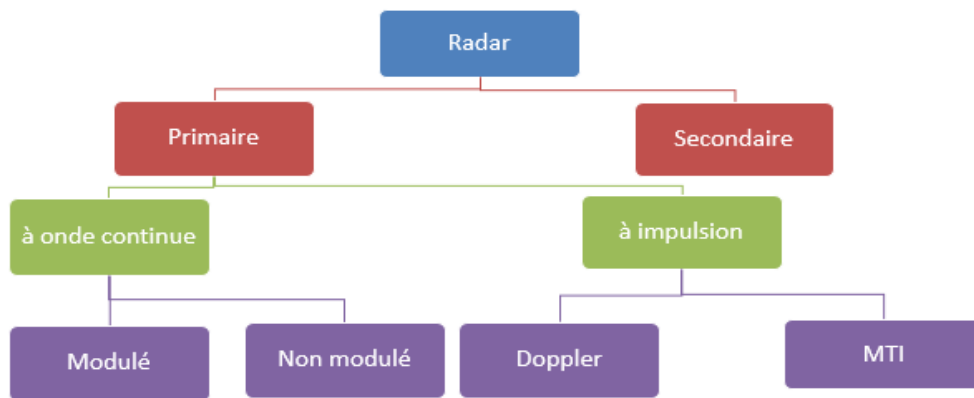 Radar
Primaire
Secondaire
à onde continue
à impulsion
Modulé
Non modulé
Doppler
MTI